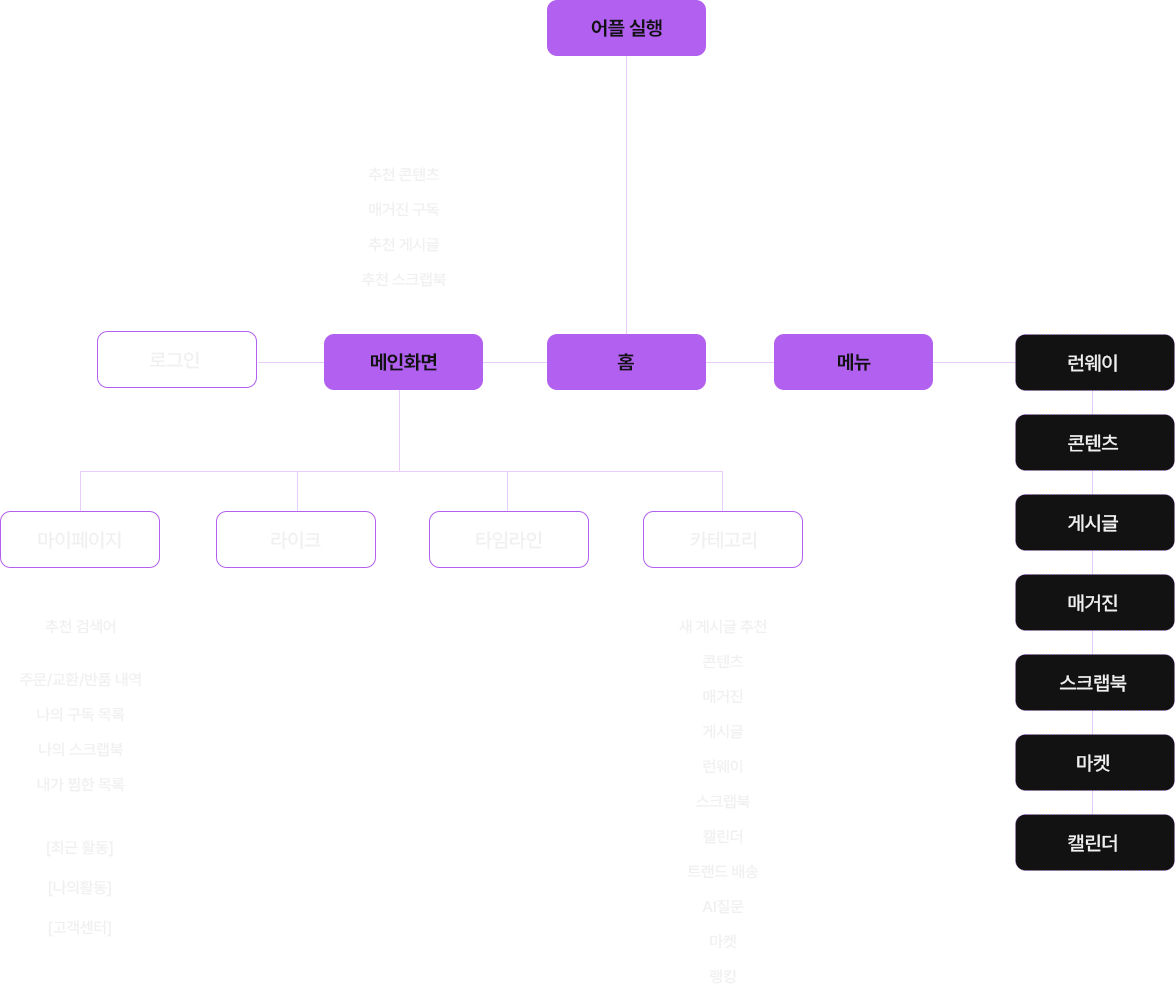 어플 실행
추천 콘텐츠
매거진 구독
추천 게시글
추천 스크랩북
로그인
메인화면
홈
메뉴
런웨이
콘텐츠
게시글
매거진
스크랩북
마켓
캘린더
마이페이지
라이크
타임라인
카테고리
추천 검색어
주문/교환/반품 내역
나의 구독 목록
나의 스크랩북
내가 찜한 목록
[최근 활동]
[나의활동]
[고객센터]
새 게시글 추천
콘텐츠
매거진
게시글
런웨이
스크랩북
캘린더
트랜드 배송
AI질문
마켓
랭킹